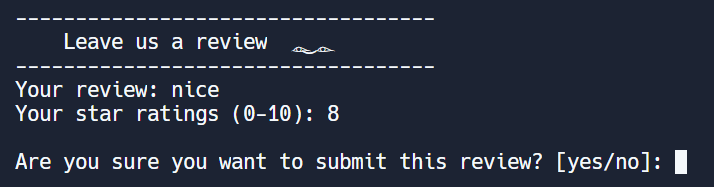 -----------------------------------
Leave us a review
-----------------------------------
Your review: nice
Your star ratings (0-10): 8
Are you sure you want to submit this review? [yes/no]: